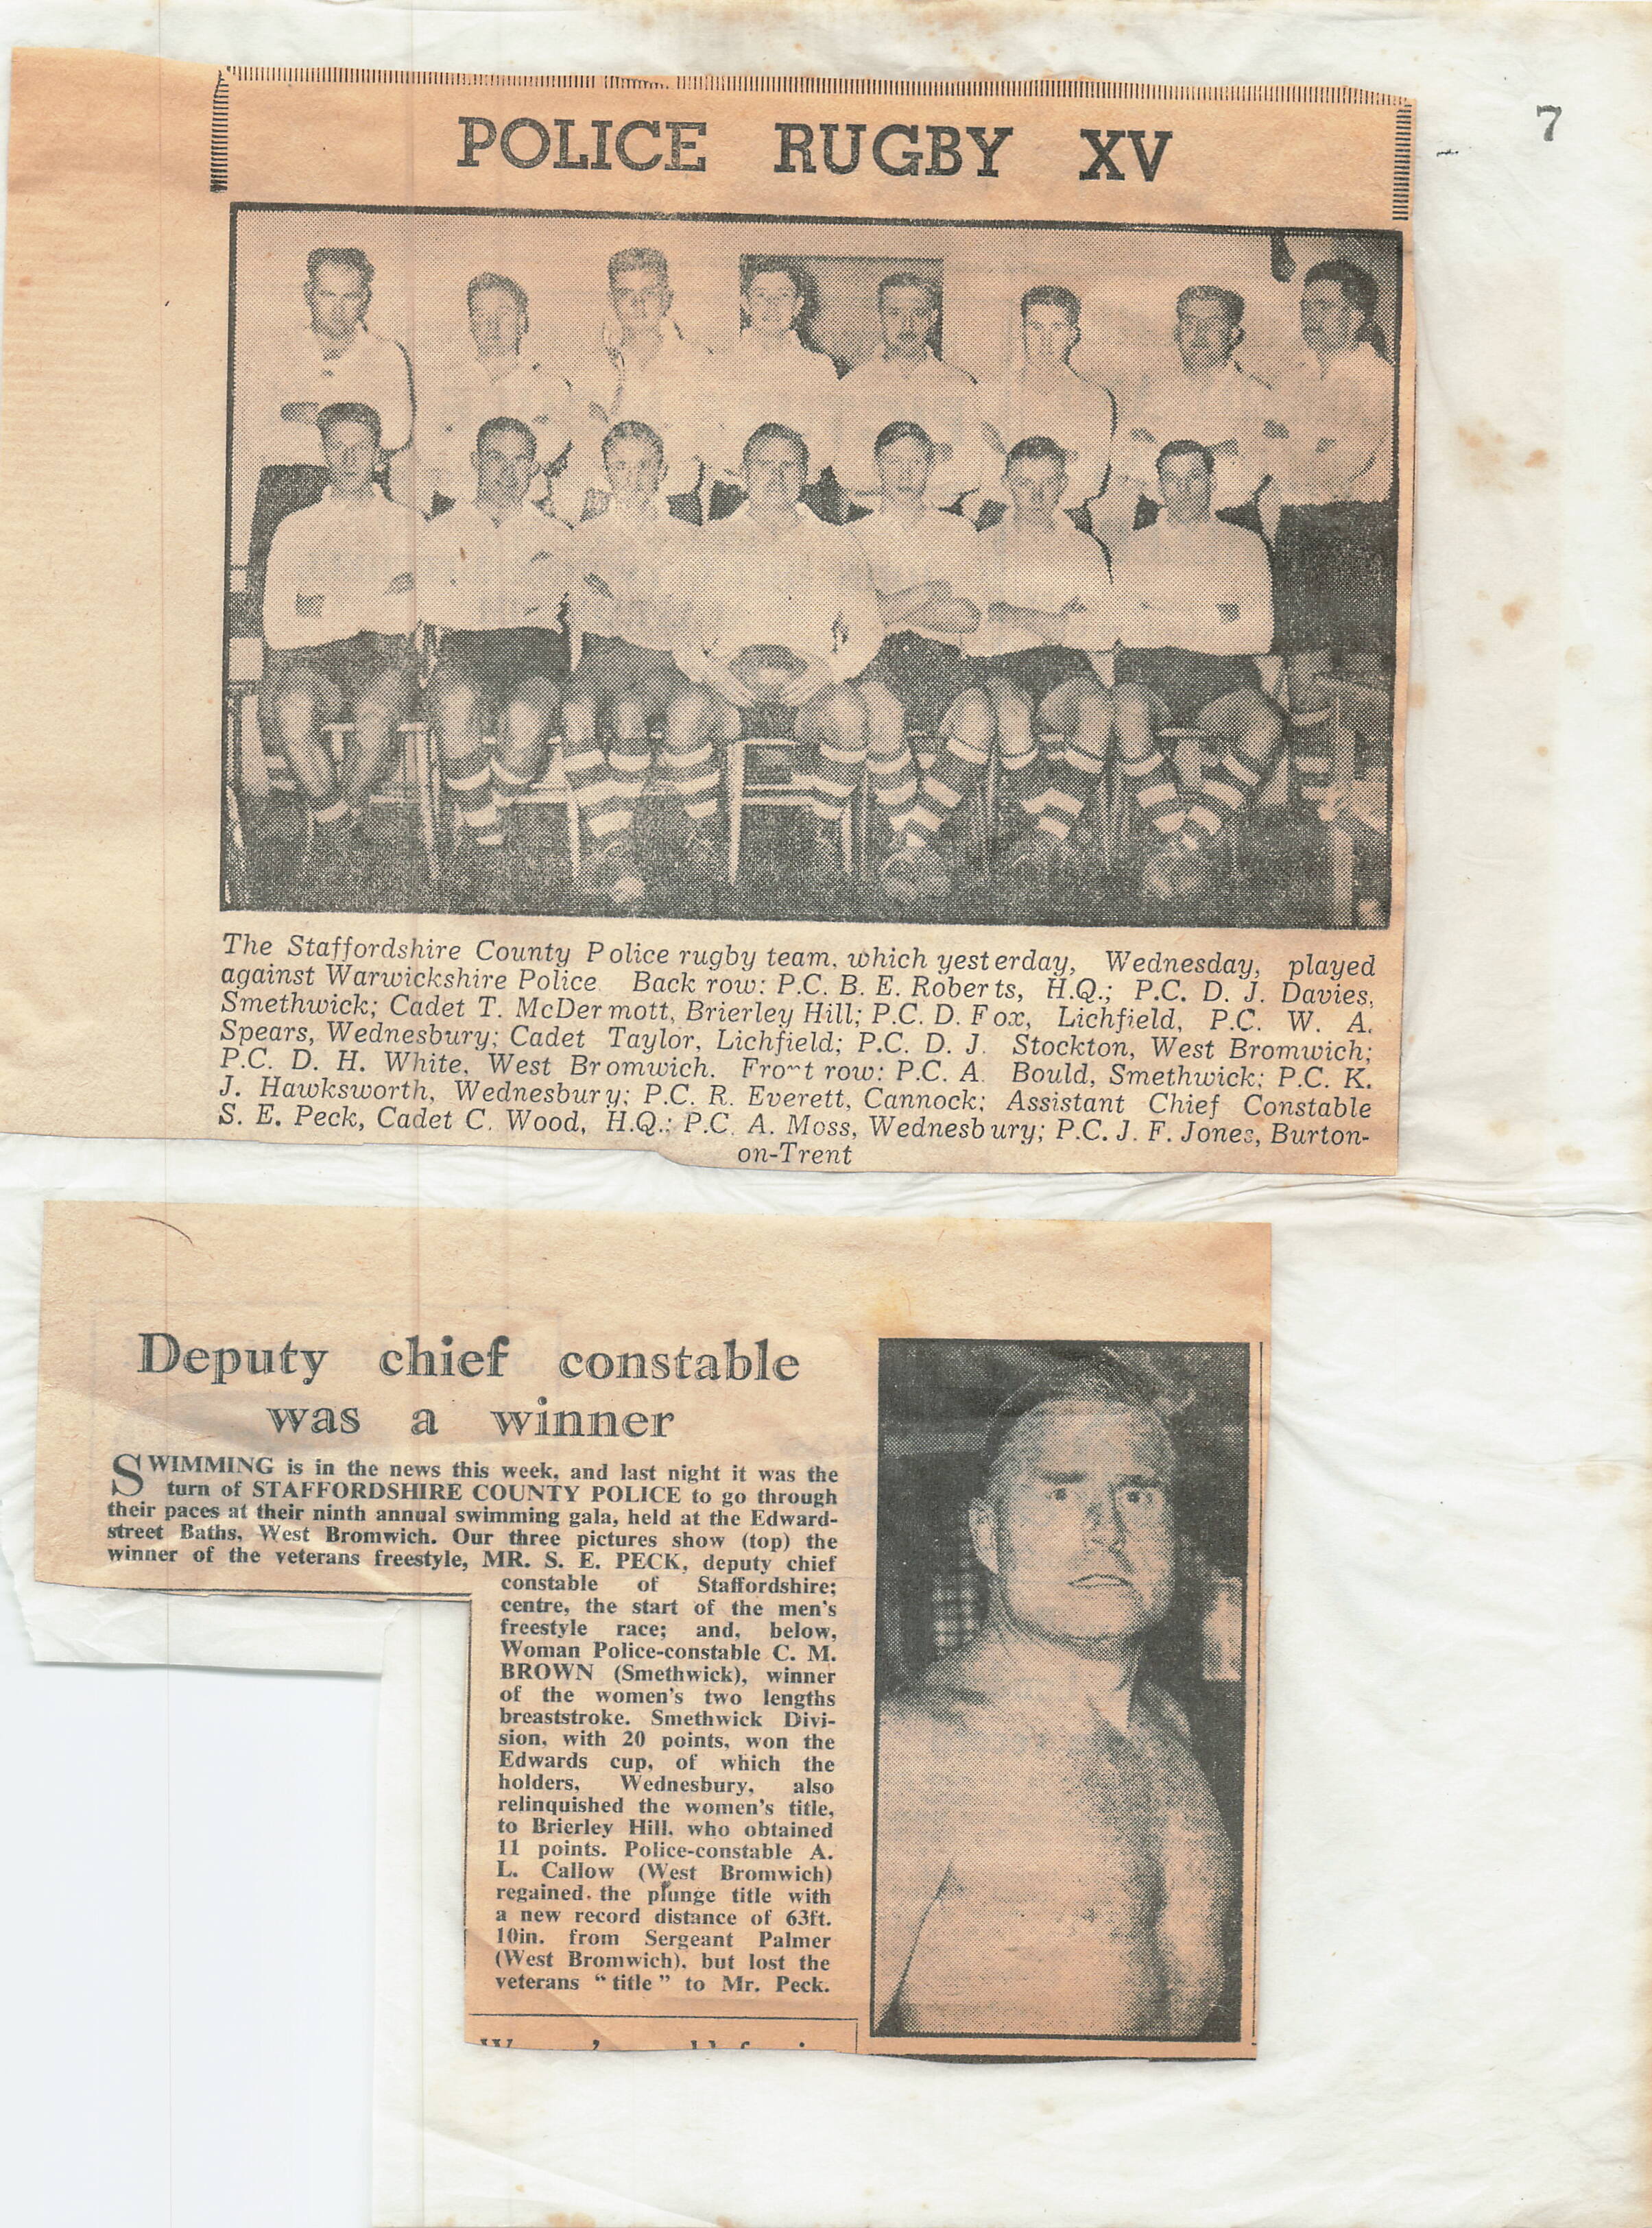 7
POLICE RUGBY XV
The Staffordshire County Police rugby team, which yesterday, Wednesday, played
against Warwickshire Police. Back row: P.C. B. E. Roberts, H.Q.; P.C. D. J. Davies,
Smethwick; Cadet T. McDermott, Brierley Hill; P.C. D. Fox, Lichfield, P.C. W. A.
Spears, Wednesbury; Cadet Taylor, Lichfield; P.C. D. J. Stockton, West Bromwich;
P.C. D. H. White, West Bromwich. Front row: P.C. A. Bould, Smethwick; P.C. K.
J. Hawksworth, Wednesbury; P.C. R. Everett, Cannock; Assistant Chief Constable
S. E. Peck, Cadet C. Wood, H.Q.; P.C. A. Moss, Wednesbury; P.C. J. F. Jones, Burton-
on-Trent
Deputy chief constable
was a winner
SWIMMING is in the news this week, and last night it was the
turn of STAFFORDSHIRE COUNTY POLICE to go through
their paces at their ninth annual swimming gala, held at the Edward-
street Baths, West Bromwich. Our three pictures show (top) the
winner of the veterans freestyle, MR. S. E. PECK, deputy chief
constable of Staffordshire;
centre, the start of the men's
freestyle race; and, below,
Woman Police-constable C. M.
BROWN (Smethwick), winner
of the women's two lengths
breaststroke. Smethwick Divi-
sion, with 20 points, won the
Edwards cup, of which the
holders, Wednesbury, also
relinquished the women's title,
to Brierley Hill, who obtained
11 points. Police-constable A.
L. Callow (West Bromwich)
regained the plunge title with
a new record distance of 63ft.
10in. from Sergeant Palmer
(West Bromwich), but lost the
veterans "title" to Mr. Peck.